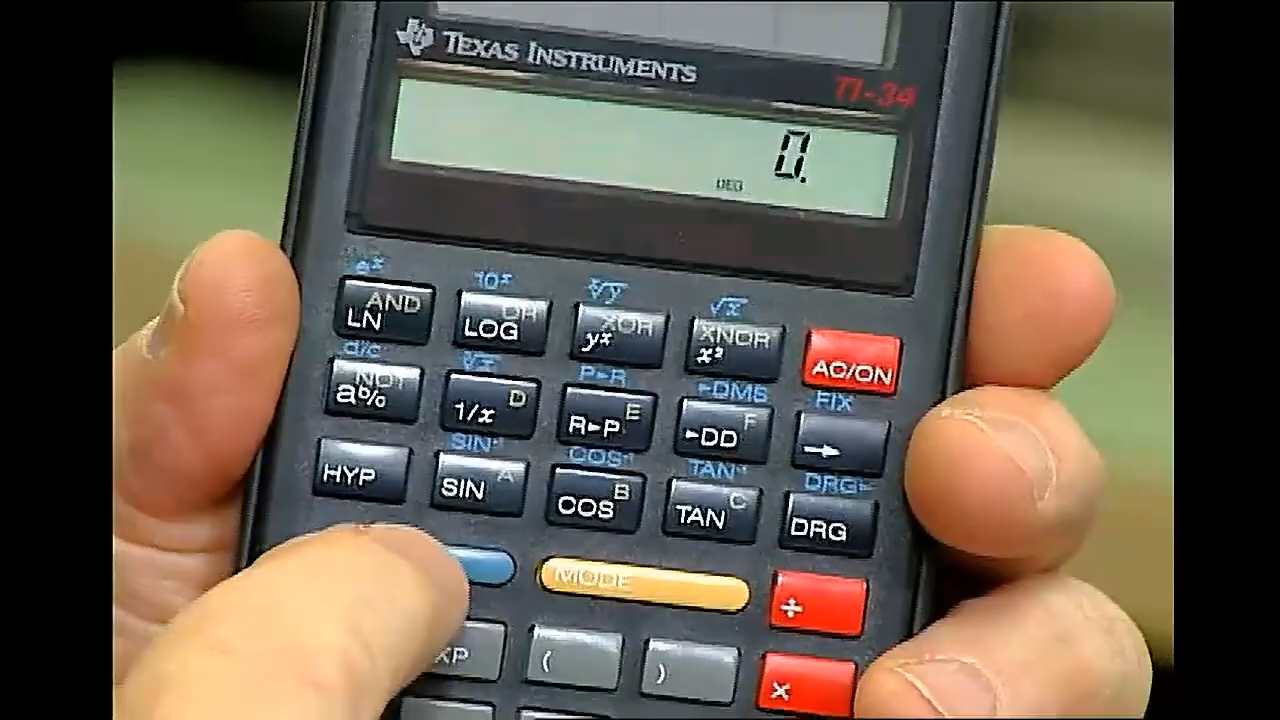 TEXAS INSTRUMENTS
TI-34
0.
DEG
eˣ 10ˣ ˣ√y √x
AND OR XOR XNOR
LN LOG yˣ x² AC/ON
d/c ∛x P▸R ▸DMS FIX
NOT D E F
a b/c 1/x R▸P ▸DD →
SIN⁻¹ COS⁻¹ TAN⁻¹ DRG▸
A B C
HYP SIN COS TAN DRG
MODE ÷
XP ( ) ×